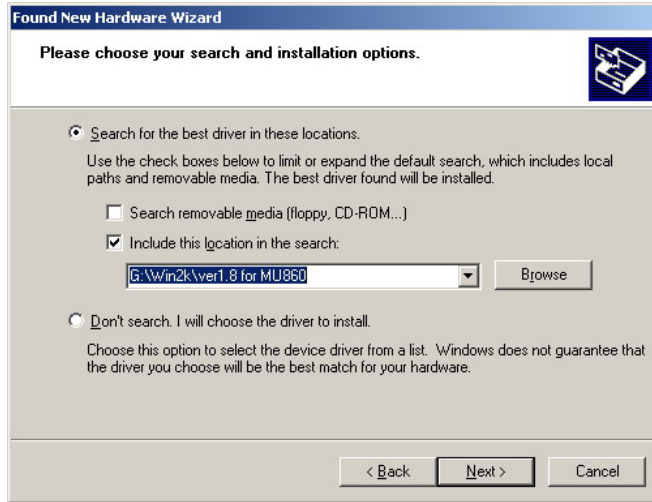 Found New Hardware Wizard
Please choose your search and installation options.
Search for the best driver in these locations.
Use the check boxes below to limit or expand the default search, which includes local
paths and removable media. The best driver found will be installed.
Search removable media (floppy, CD-ROM...)
Include this location in the search:
G:\Win2k\ver1.8 for MU860
Browse
Don't search. I will choose the driver to install.
Choose this option to select the device driver from a list.  Windows does not guarantee that
the driver you choose will be the best match for your hardware.
< Back Next > Cancel